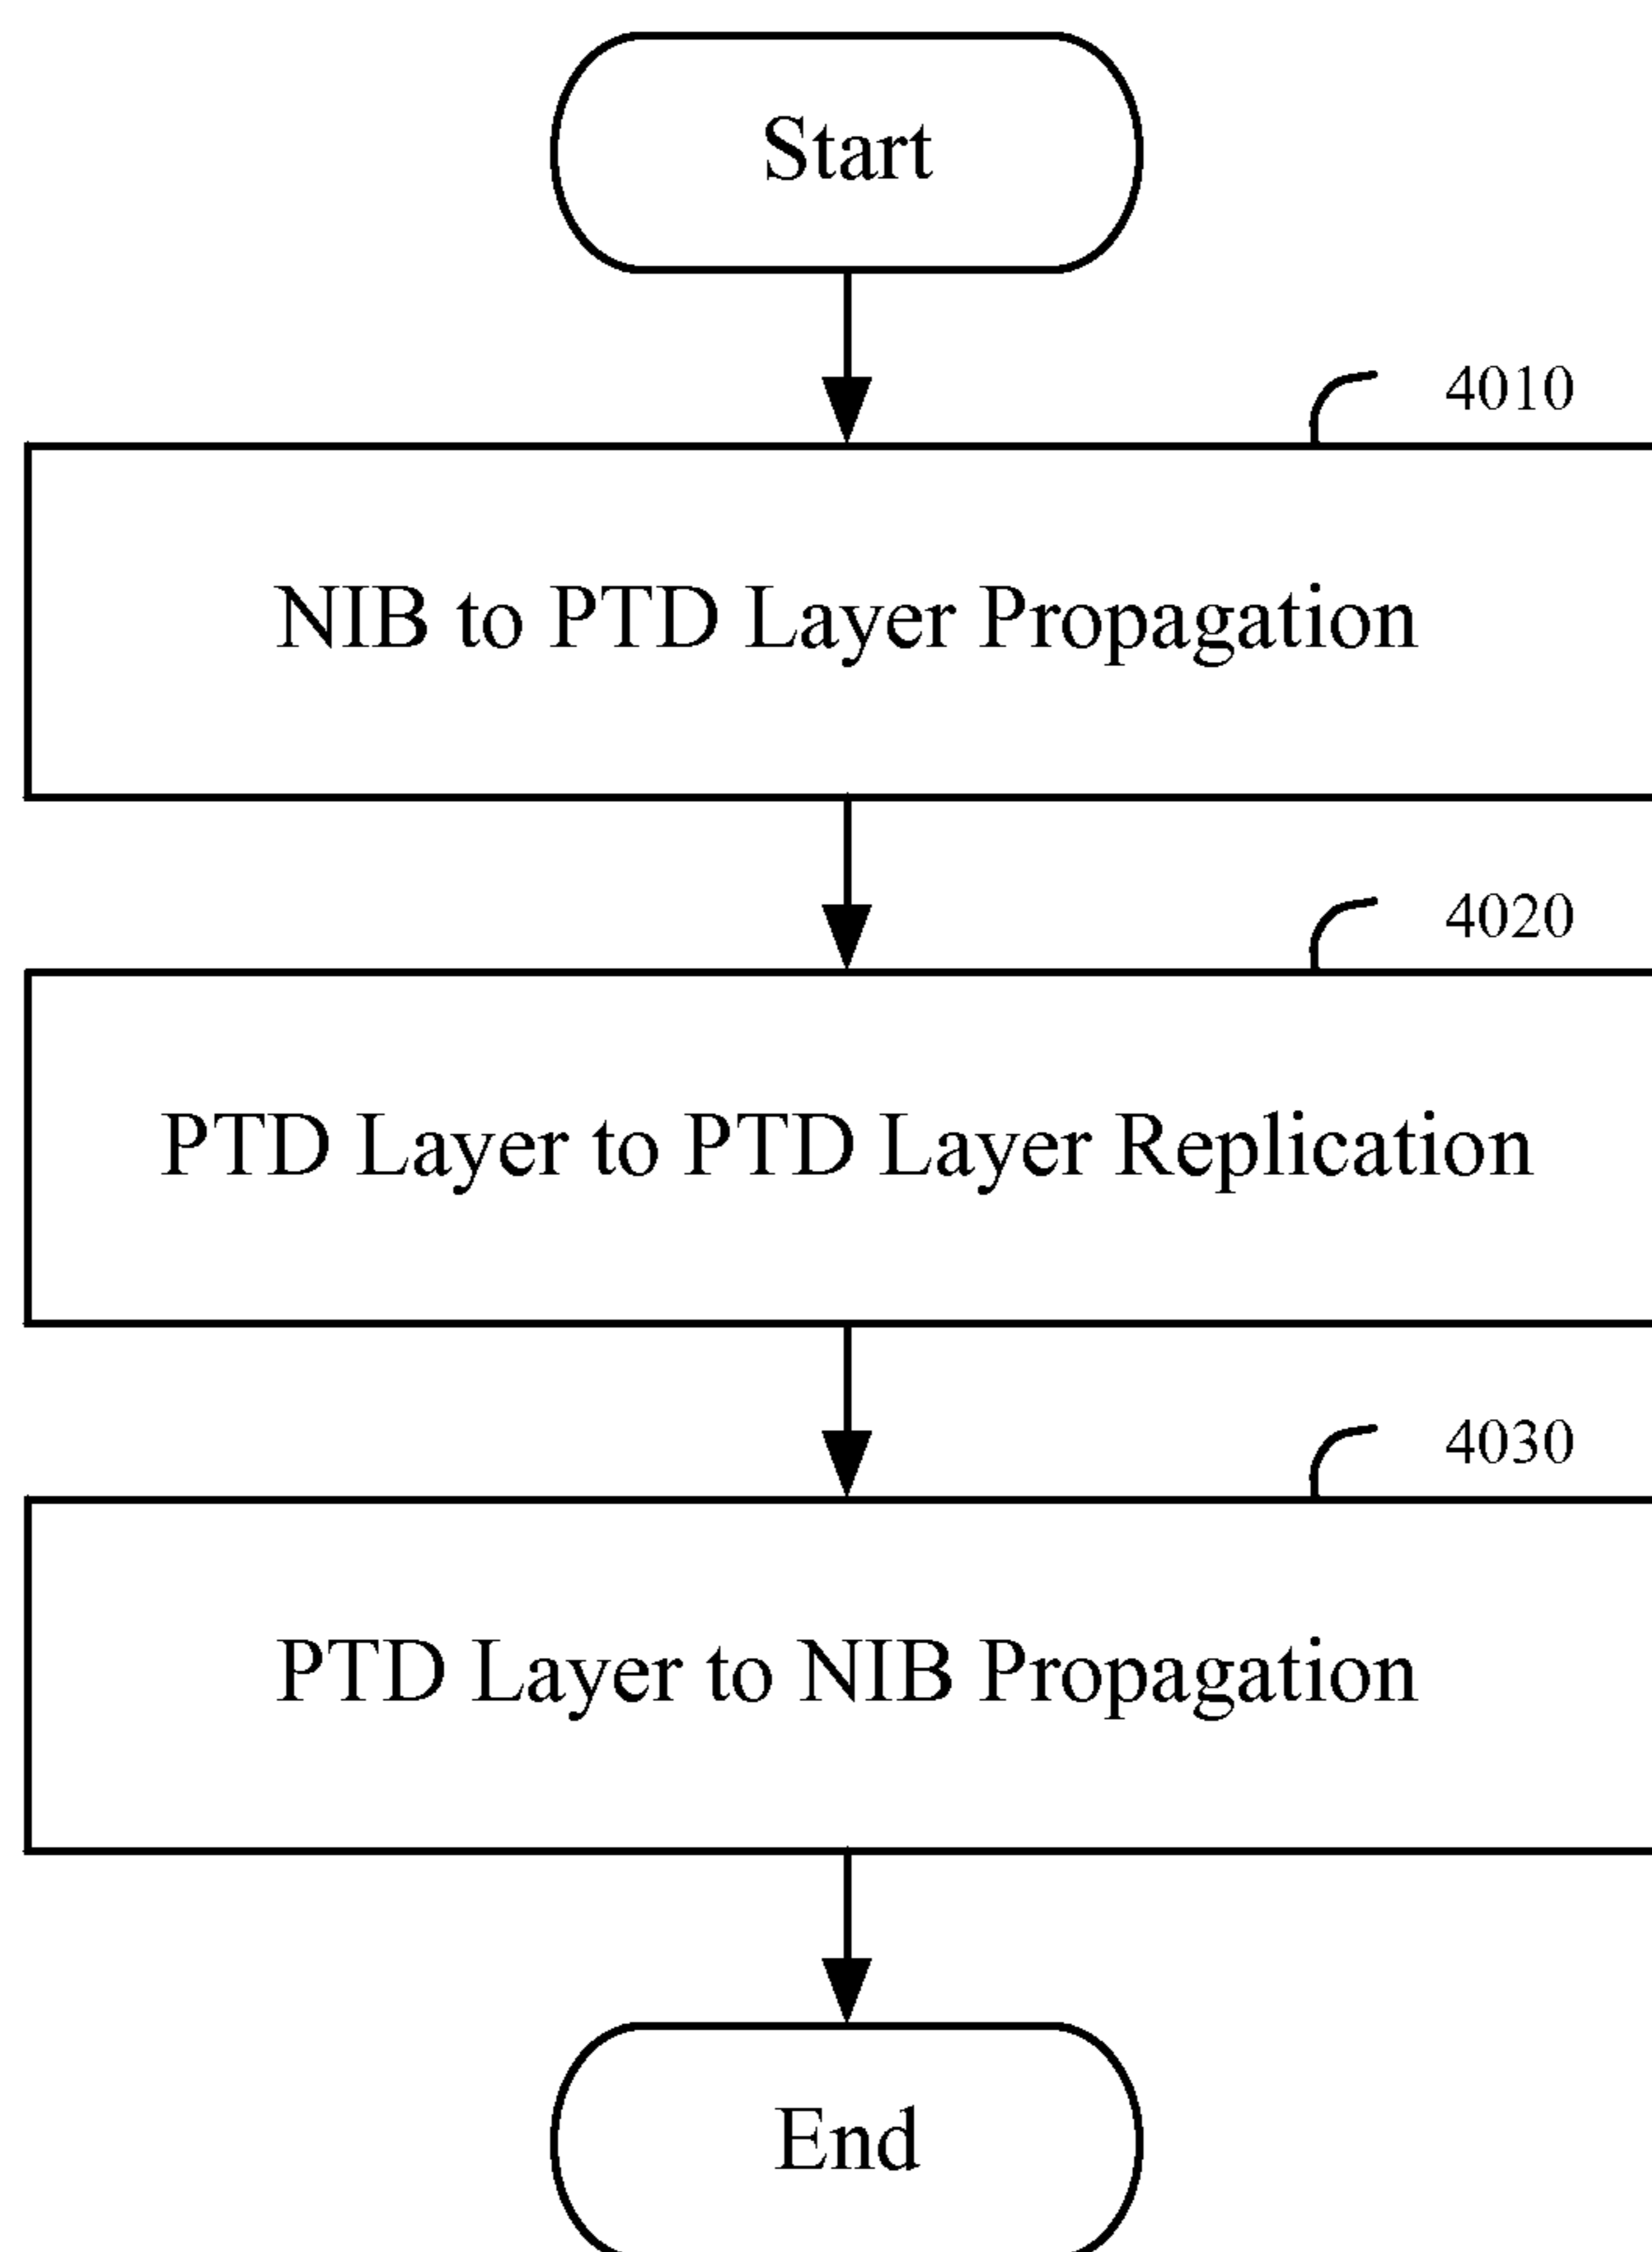 Start
4010
NIB to PTD Layer Propagation
4020
PTD Layer to PTD Layer Replication
4030
PTD Layer to NIB Propagation
End